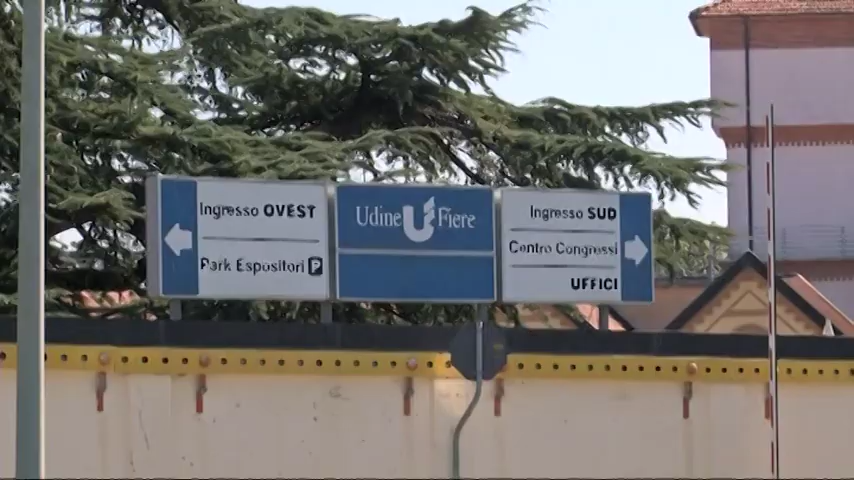 Ingresso OVEST
Park Espositori P
Udine Fiere
Ingresso SUD
Centro Congressi
UFFICI